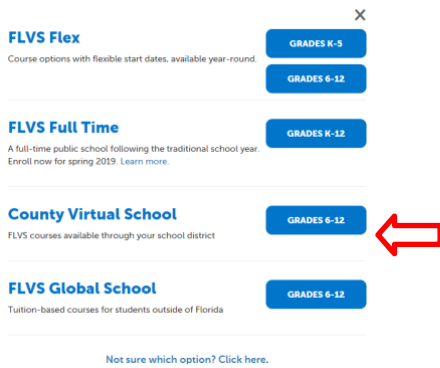 FLVS Flex
GRADES K-5
Course options with flexible start dates, available year-round.
GRADES 6-12
FLVS Full Time
GRADES K-12
A full-time public school following the traditional school year.
Enroll now for spring 2019. Learn more.
County Virtual School
GRADES 6-12
FLVS courses available through your school district
FLVS Global School
GRADES 6-12
Tuition-based courses for students outside of Florida
Not sure which option? Click here.